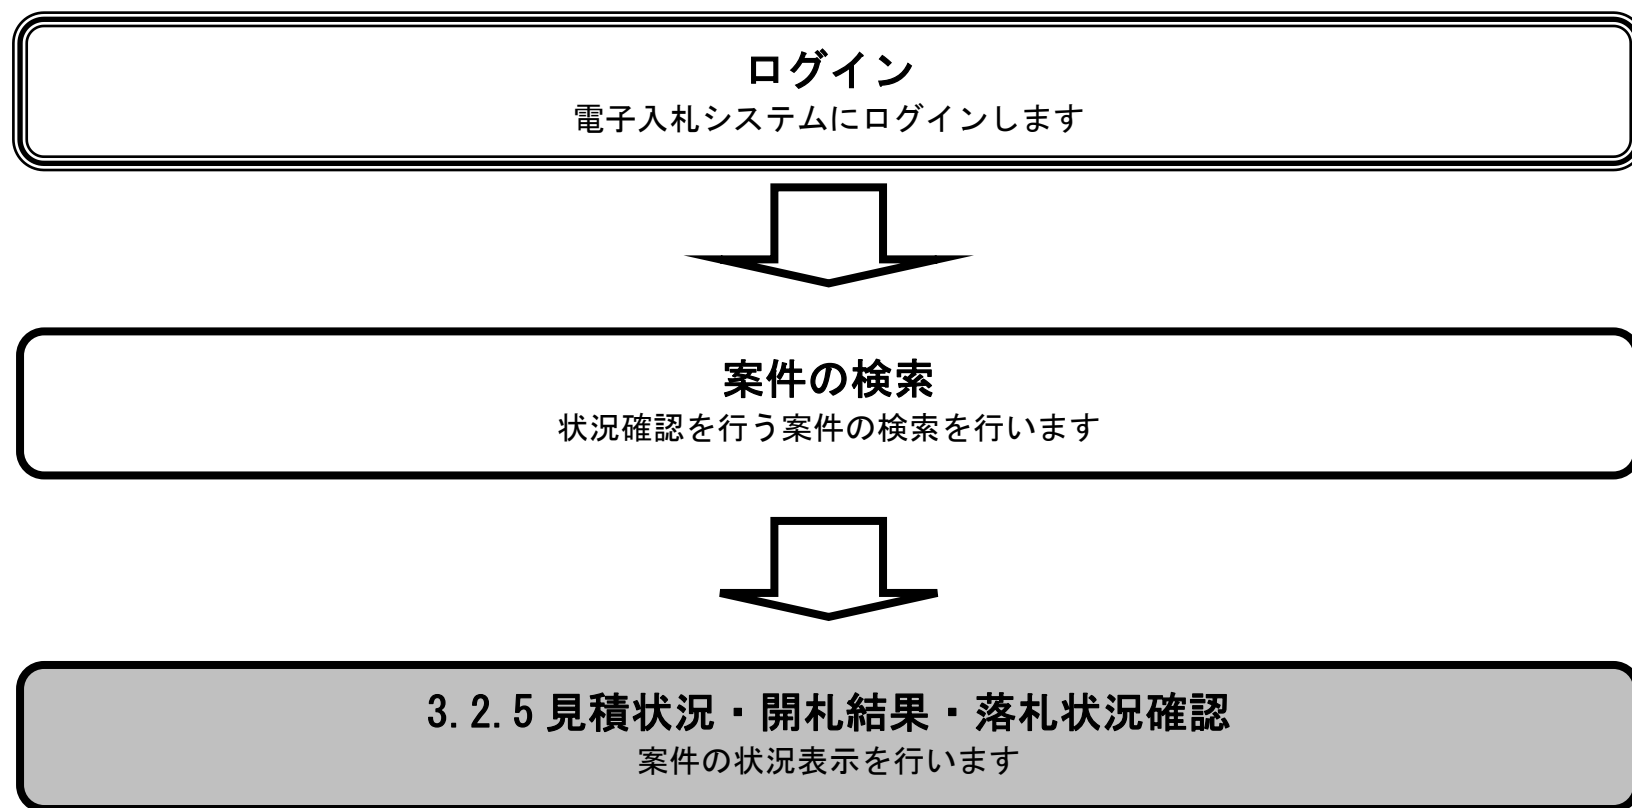 ログイン
電子入札システムにログインします
案件の検索
状況確認を行う案件の検索を行います
3.2.5 見積状況・開札結果・落札状況確認
案件の状況表示を行います